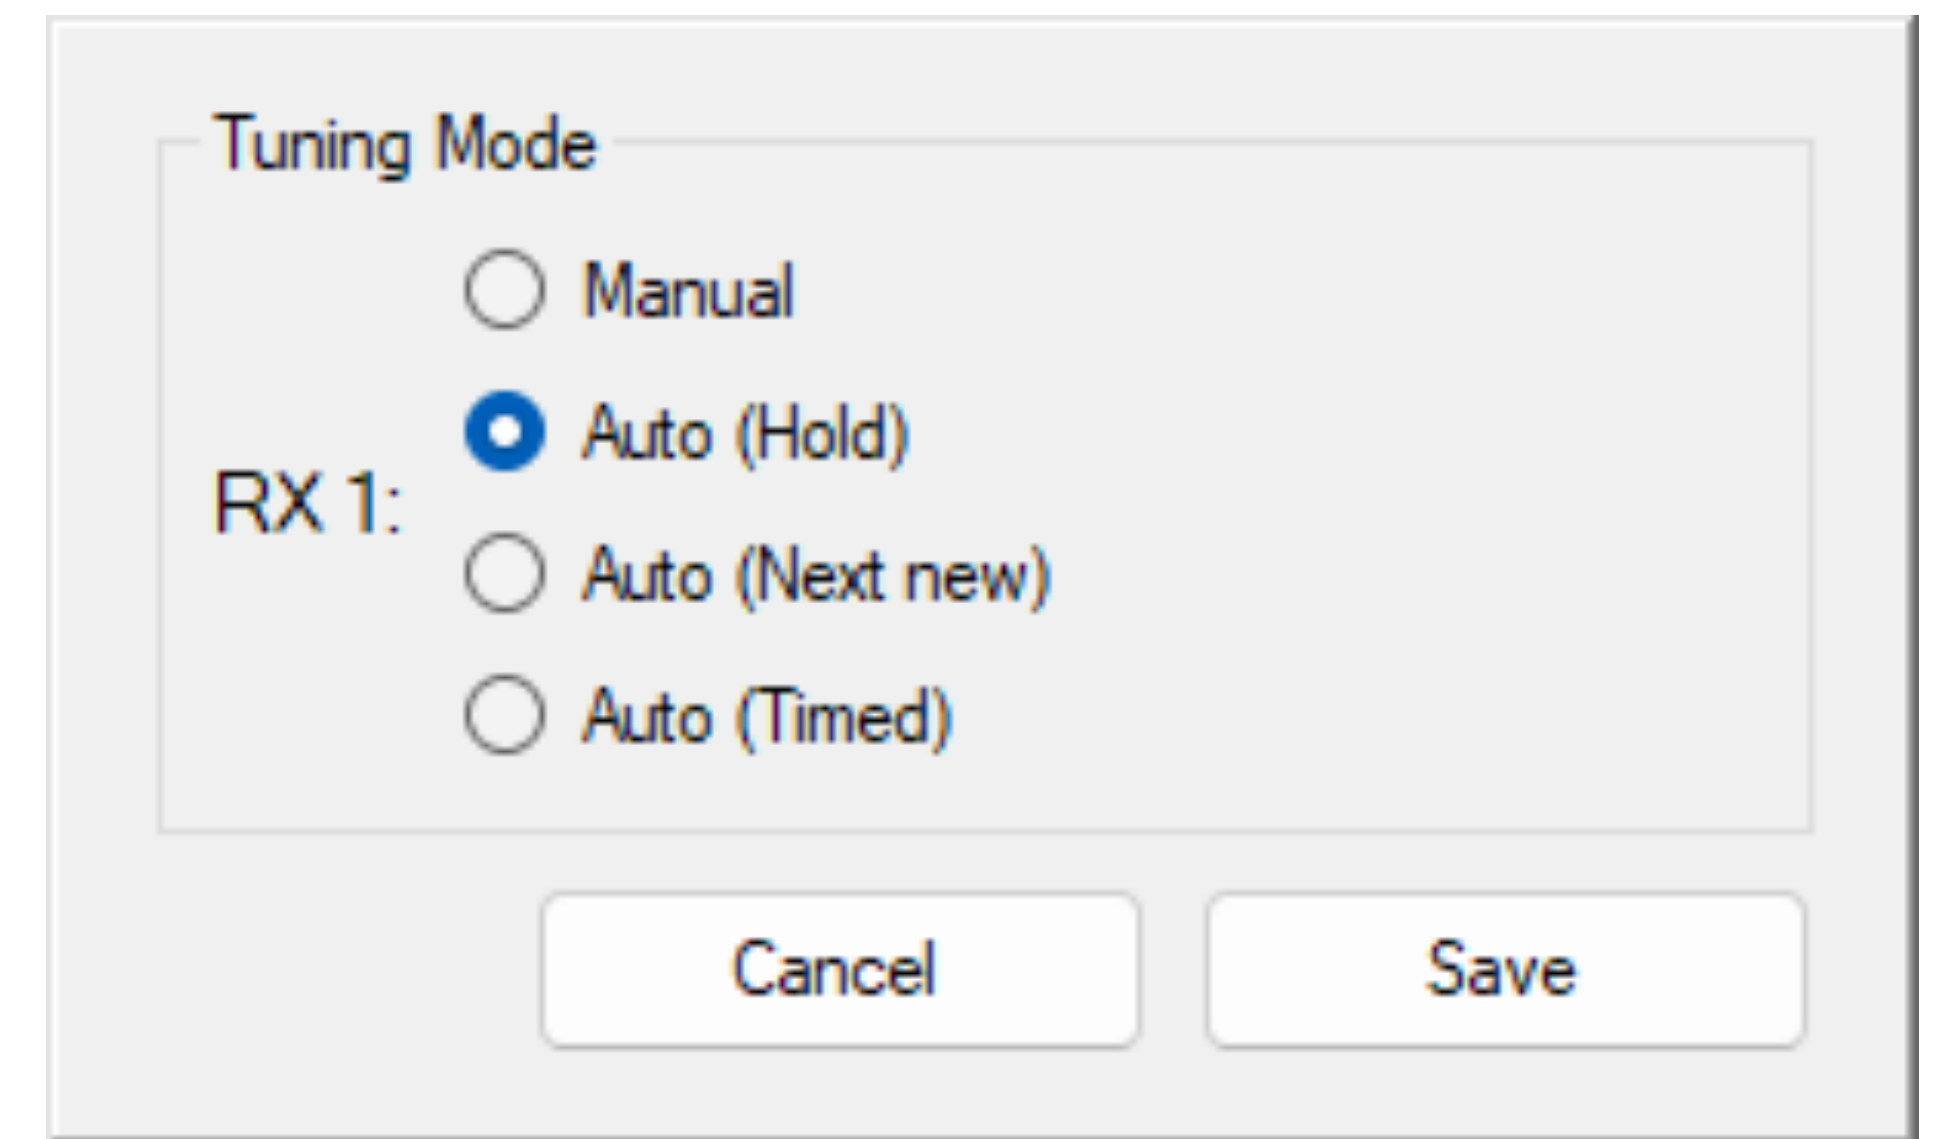 Tuning Mode
Manual
Auto (Hold)
RX 1:
Auto (Next new)
Auto (Timed)
Cancel
Save